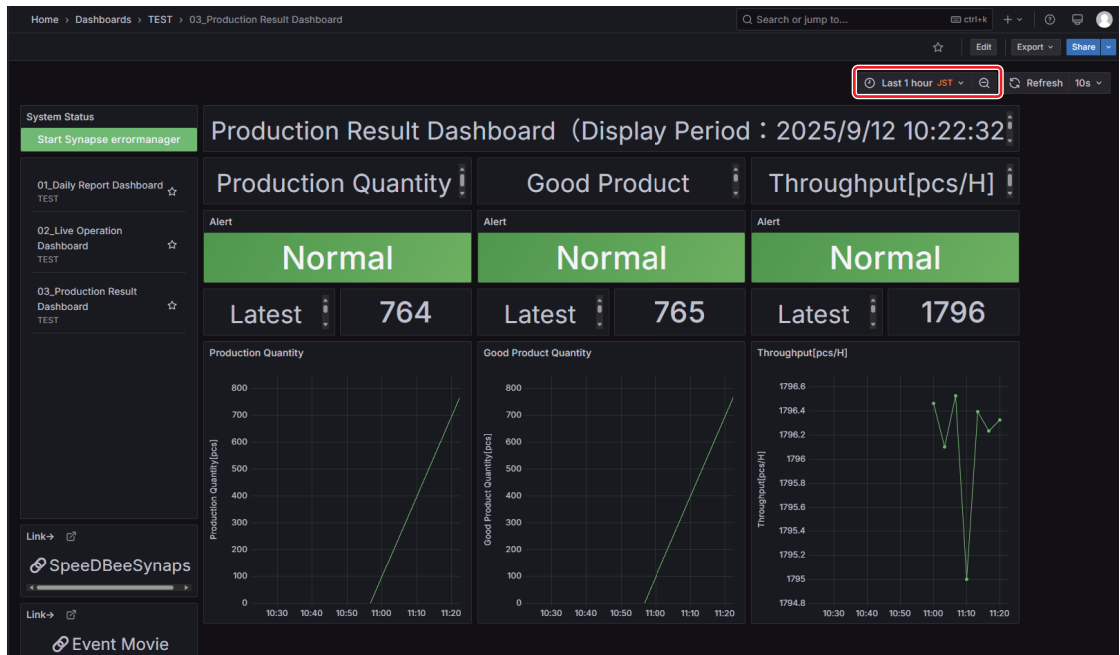 Home › Dashboards › TEST › 03_Production Result Dashboard
Search or jump to... ctrl+k
Edit Export Share
Last 1 hour JST Refresh 10s
System Status
Start Synapse errormanager
01_Daily Report Dashboard
TEST
02_Live Operation
Dashboard
TEST
03_Production Result
Dashboard
TEST
Link→
SpeeDBeeSynaps
Link→
Event Movie
Production Result Dashboard（Display Period：2025/9/12 10:22:32
Production Quantity
Good Product
Throughput[pcs/H]
Alert
Normal
Alert
Normal
Alert
Normal
Latest 764
Latest 765
Latest 1796
Production Quantity
Production Quantity[pcs]
800
700
600
500
400
300
200
100
0
10:30 10:40 10:50 11:00 11:10 11:20
Good Product Quantity
Good Product Quantity[pcs]
800
700
600
500
400
300
200
100
0
10:30 10:40 10:50 11:00 11:10 11:20
Throughput[pcs/H]
Throughput[pcs/H]
1796.6
1796.4
1796.2
1796
1795.8
1795.6
1795.4
1795.2
1795
1794.8
10:30 10:40 10:50 11:00 11:10 11:20